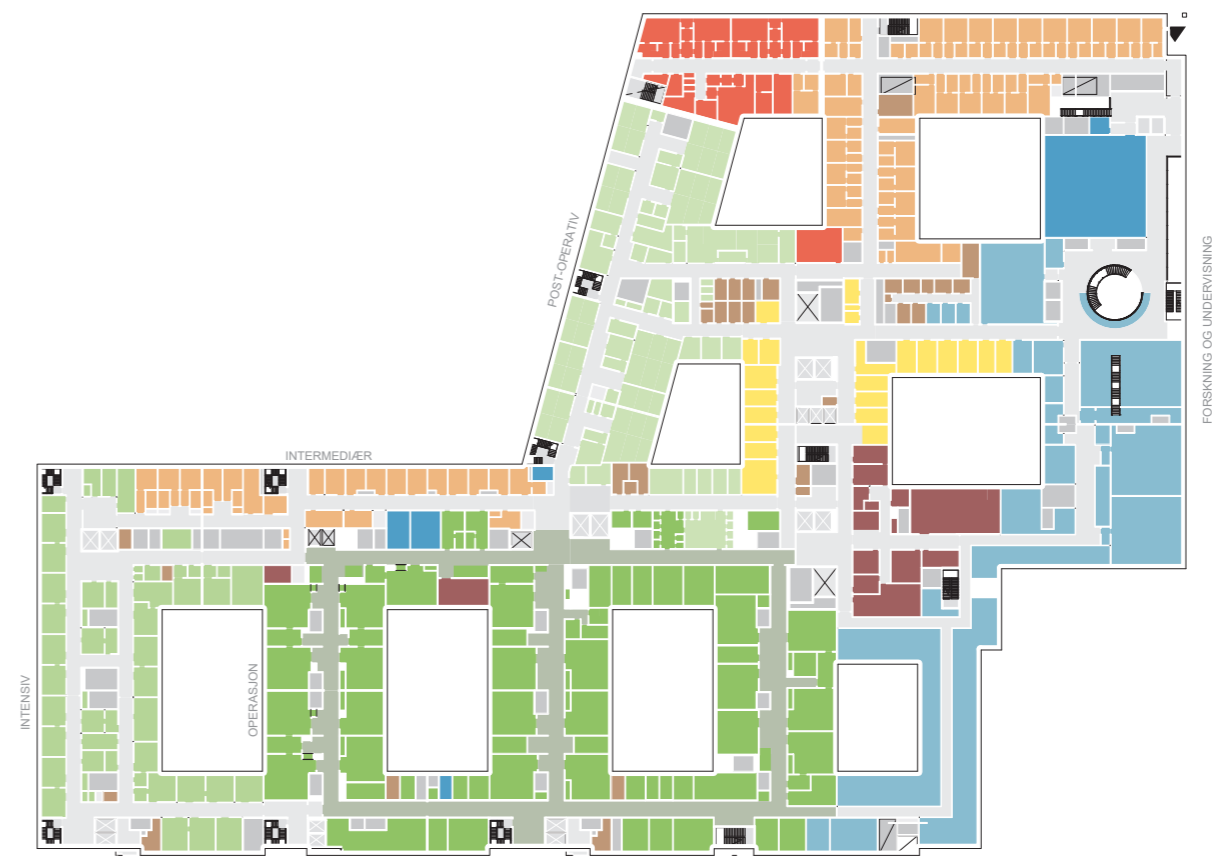 POST-OPERATIV
FORSKNING OG UNDERVISNING
INTERMEDIÆR
INTENSIV
OPERASJON